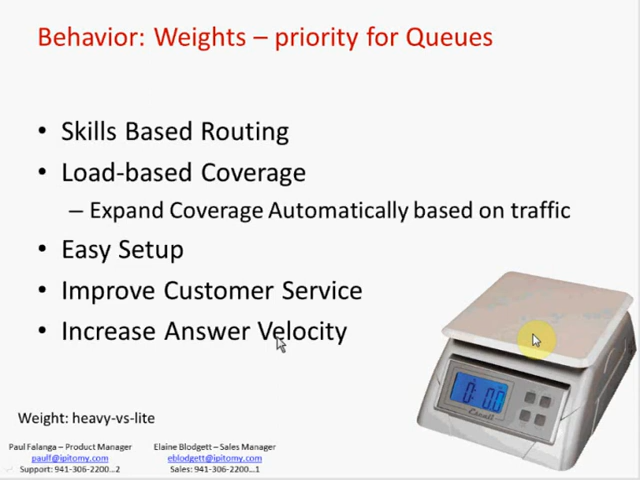 Behavior: Weights – priority for Queues
• Skills Based Routing
• Load-based Coverage
– Expand Coverage Automatically based on traffic
• Easy Setup
• Improve Customer Service
• Increase Answer Velocity
Weight: heavy-vs-lite
Paul Falanga – Product Manager
paulf@ipitomy.com
Support: 941-306-2200...2
Elaine Blodgett – Sales Manager
eblodgett@ipitomy.com
Sales: 941-306-2200...1